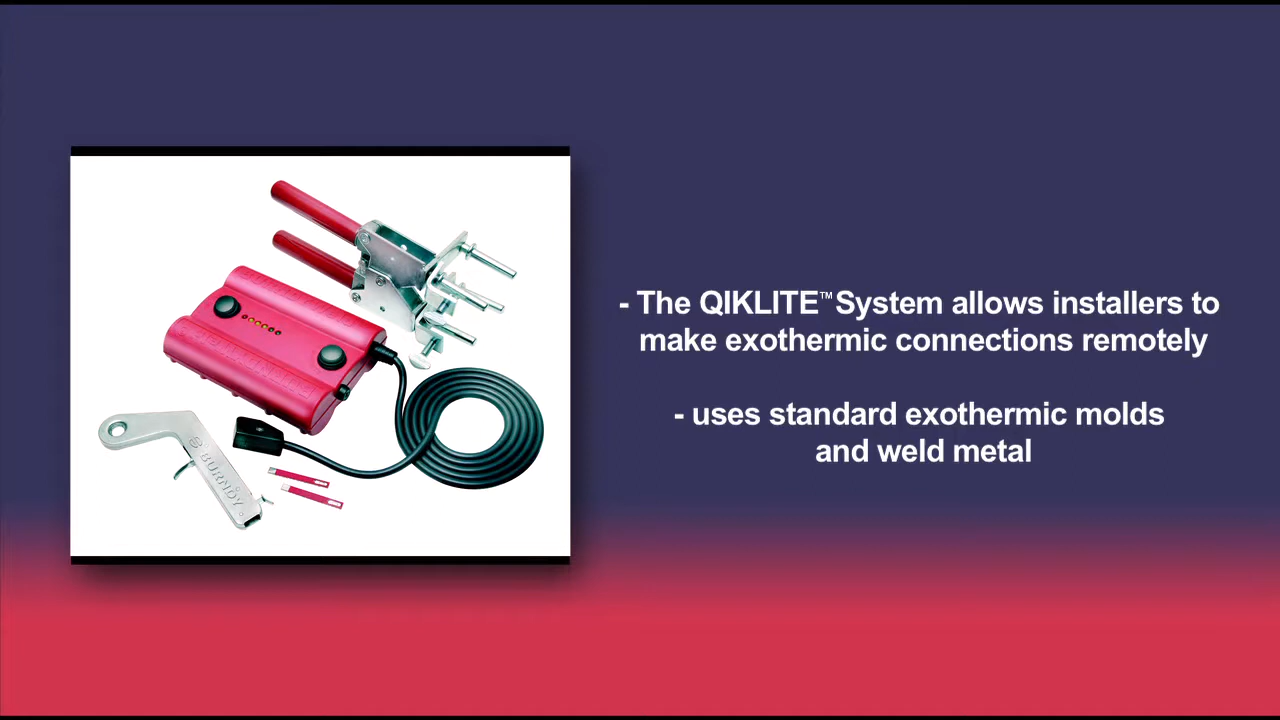 - The QIKLITE™ System allows installers to
make exothermic connections remotely
- uses standard exothermic molds
and weld metal
BURNDY